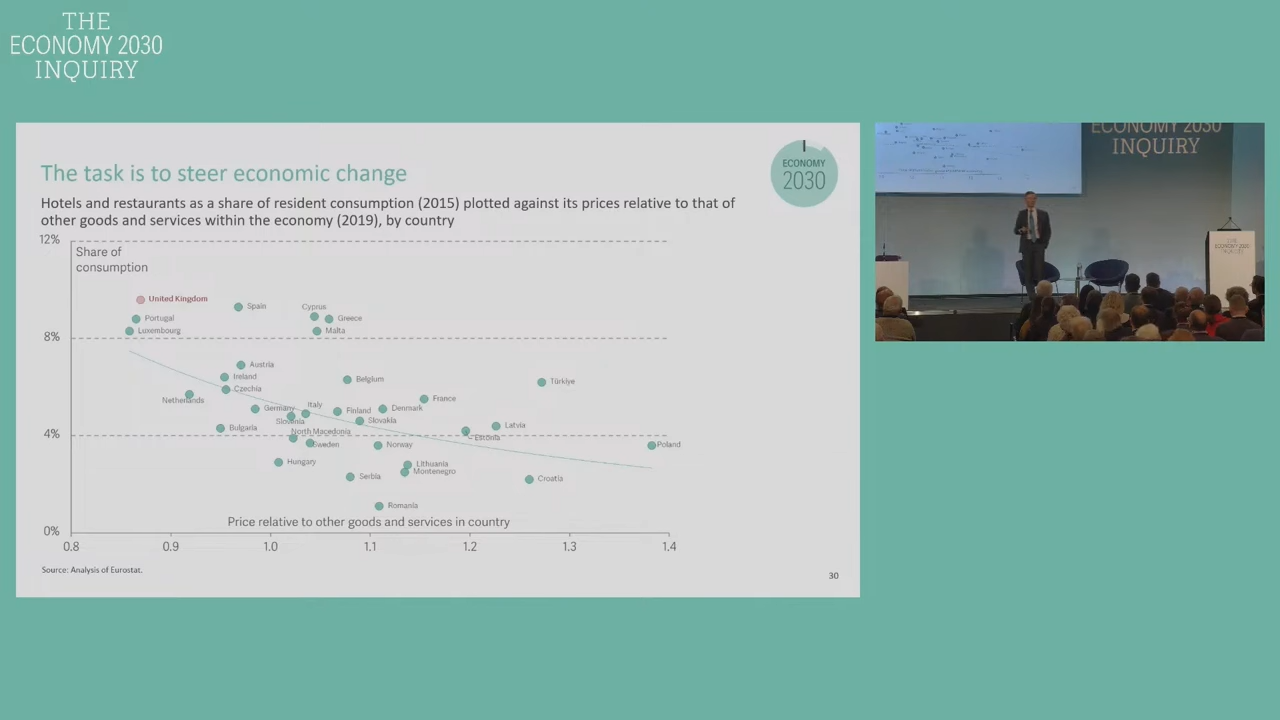 THE
ECONOMY 2030
INQUIRY
The task is to steer economic change
ECONOMY
2030
Hotels and restaurants as a share of resident consumption (2015) plotted against its prices relative to that of
other goods and services within the economy (2019), by country
12%
Share of
consumption
United Kingdom
Spain
Cyprus
Portugal
Greece
Luxembourg
Malta
8%
Austria
Ireland
Belgium
Türkiye
Czechia
Netherlands
France
Germany
Italy
Finland
Denmark
Slovenia
Slovakia
Bulgaria
Latvia
North Macedonia
4%
Estonia
Sweden
Norway
Poland
Hungary
Lithuania
Montenegro
Serbia
Croatia
Romania
Price relative to other goods and services in country
0%
0.8 0.9 1.0 1.1 1.2 1.3 1.4
Source: Analysis of Eurostat.
30
ECONOMY 2030
INQUIRY
THE
ECONOMY 2030
INQUIRY